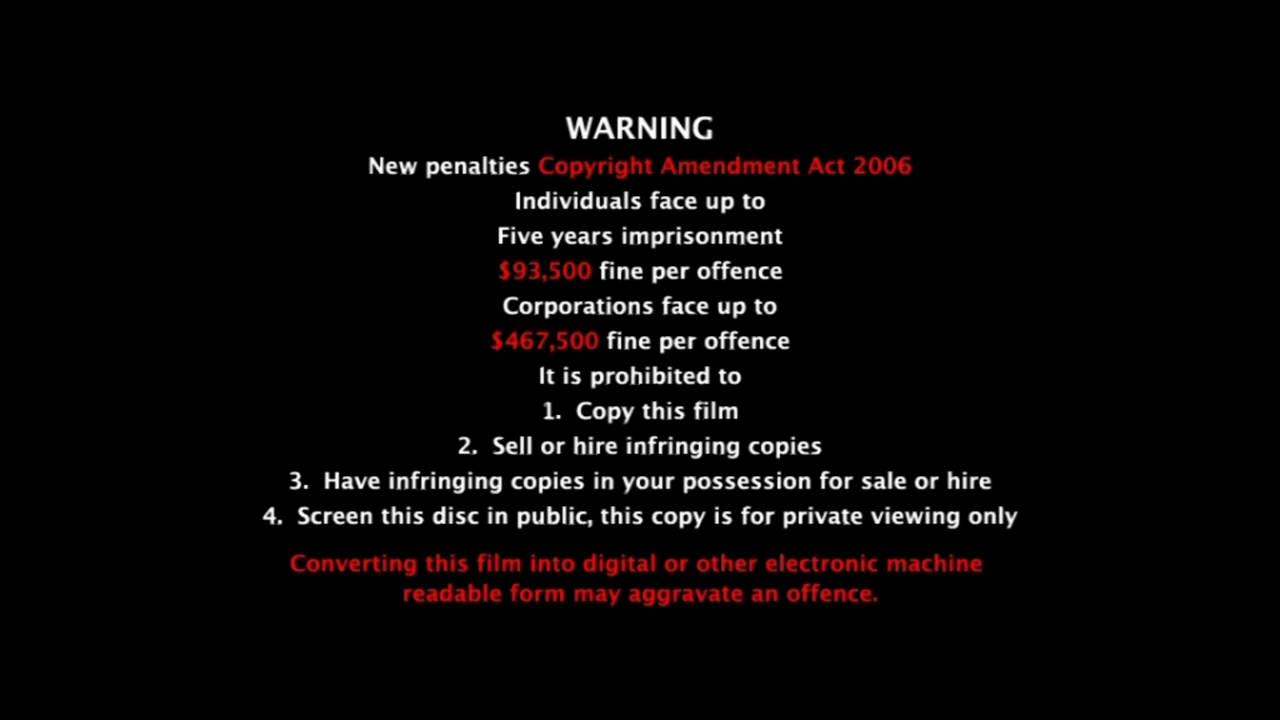 WARNING
New penalties Copyright Amendment Act 2006
Individuals face up to
Five years imprisonment
$93,500 fine per offence
Corporations face up to
$467,500 fine per offence
It is prohibited to
1. Copy this film
2. Sell or hire infringing copies
3. Have infringing copies in your possession for sale or hire
4. Screen this disc in public, this copy is for private viewing only
Converting this film into digital or other electronic machine
readable form may aggravate an offence.